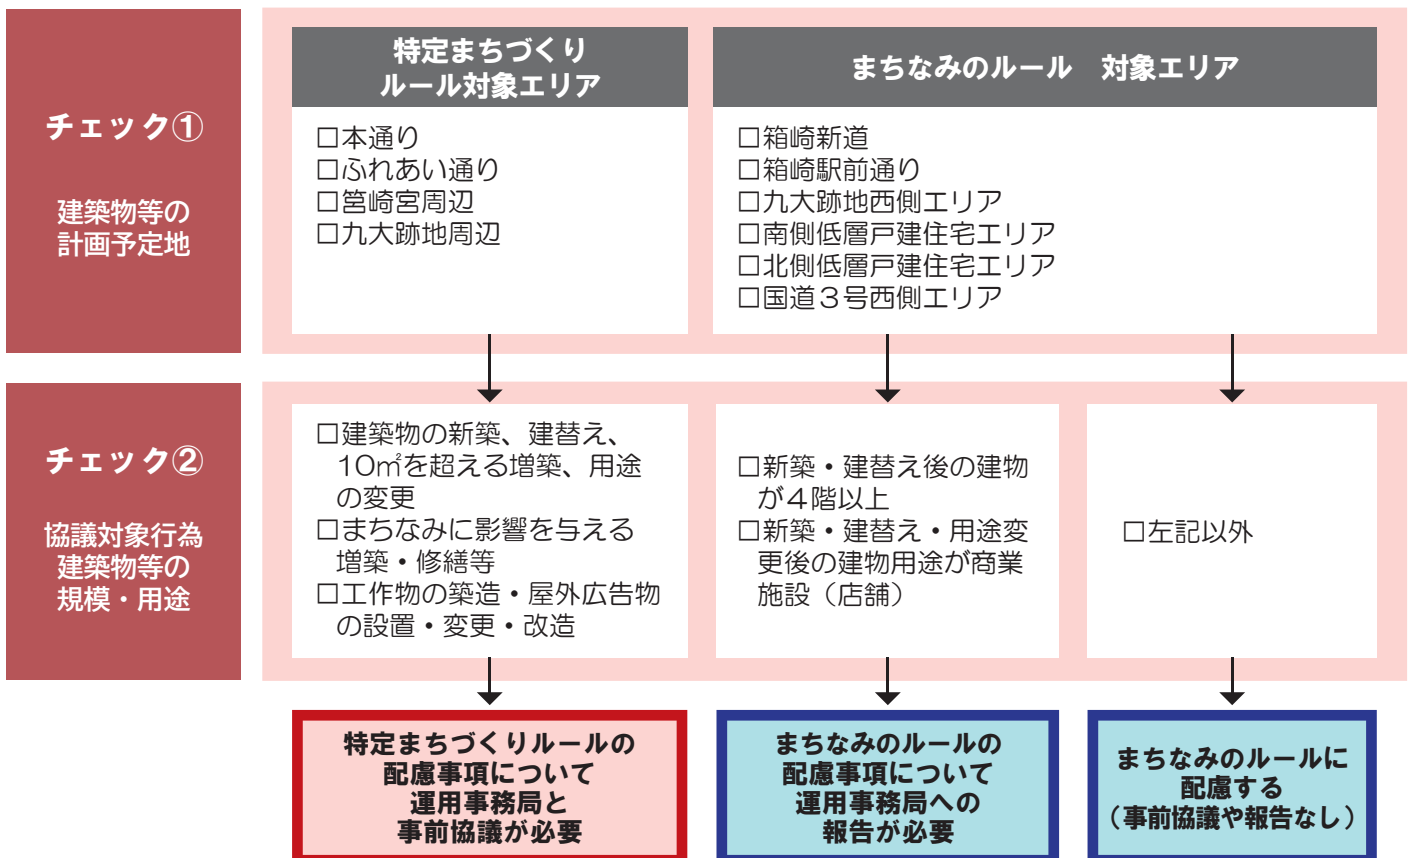 チェック①
建築物等の
計画予定地
特定まちづくり
ルール対象エリア
□本通り
□ふれあい通り
□筥崎宮周辺
□九大跡地周辺
まちなみのルール　対象エリア
□箱崎新道
□箱崎駅前通り
□九大跡地西側エリア
□南側低層戸建住宅エリア
□北側低層戸建住宅エリア
□国道３号西側エリア
チェック②
協議対象行為
建築物等の
規模・用途
□建築物の新築、建替え、
10㎡を超える増築、用途
の変更
□まちなみに影響を与える
増築・修繕等
□工作物の築造・屋外広告物
の設置・変更・改造
□新築・建替え後の建物
が４階以上
□新築・建替え・用途変
更後の建物用途が商業
施設（店舗）
□左記以外
特定まちづくりルールの
配慮事項について
運用事務局と
事前協議が必要
まちなみのルールの
配慮事項について
運用事務局への
報告が必要
まちなみのルールに
配慮する
（事前協議や報告なし）